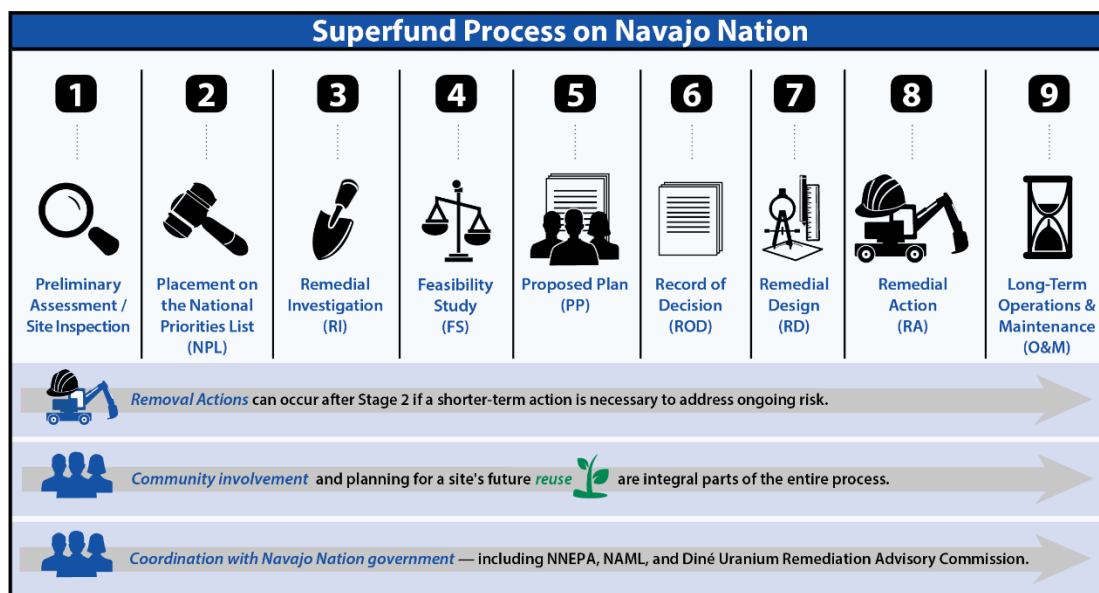 Superfund Process on Navajo Nation
1
2
3
4
5
6
7
8
9
Preliminary
Assessment /
Site Inspection
Placement on
the National
Priorities List
(NPL)
Remedial
Investigation
(RI)
Feasibility
Study
(FS)
Proposed Plan
(PP)
Record of
Decision
(ROD)
Remedial
Design
(RD)
Remedial
Action
(RA)
Long-Term
Operations &
Maintenance
(O&M)
Removal Actions can occur after Stage 2 if a shorter-term action is necessary to address ongoing risk.
Community involvement and planning for a site's future reuse are integral parts of the entire process.
Coordination with Navajo Nation government — including NNEPA, NAML, and Diné Uranium Remediation Advisory Commission.